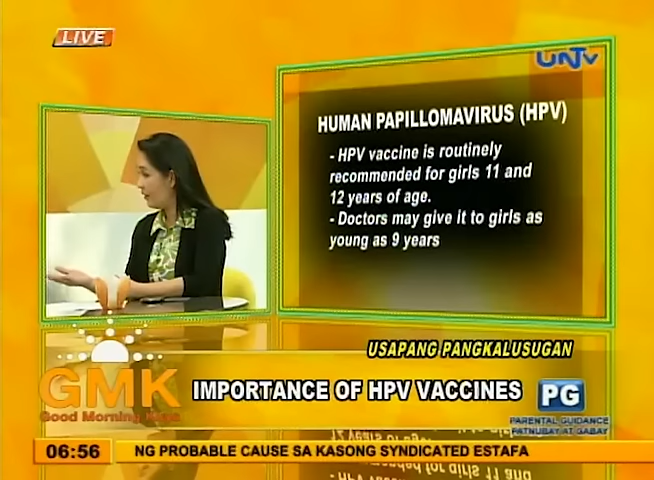 LIVE
UNTV
HUMAN PAPILLOMAVIRUS (HPV)
- HPV vaccine is routinely
recommended for girls 11 and
12 years of age.
- Doctors may give it to girls as
young as 9 years
USAPANG PANGKALUSUGAN
GMK
Good Morning
IMPORTANCE OF HPV VACCINES
PG
PARENTAL GUIDANCE
PATNUBAY AT GABAY
06:56
NG PROBABLE CAUSE SA KASONG SYNDICATED ESTAFA